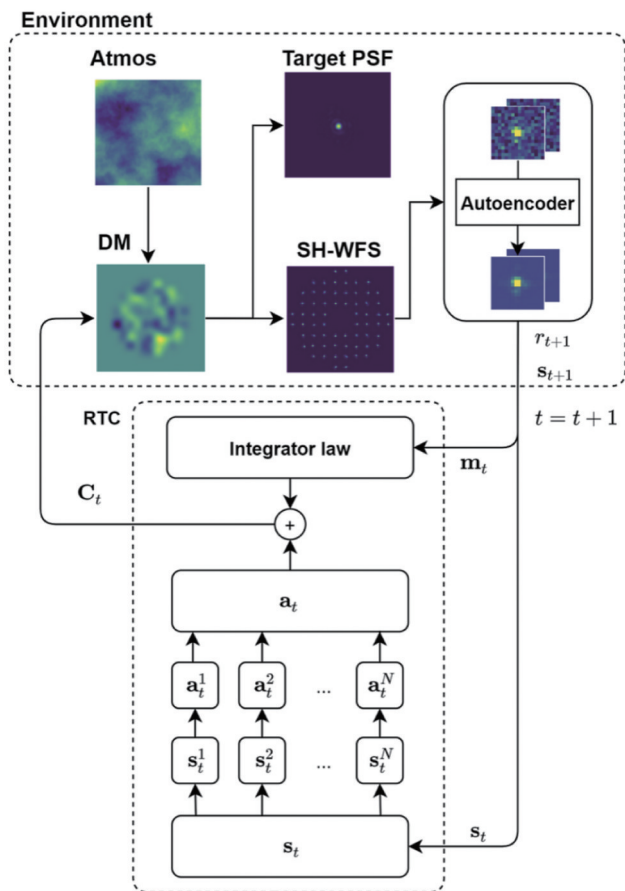 Environment
Atmos
Target PSF
Autoencoder
DM
SH-WFS
r_{t+1}
s_{t+1}
RTC
t = t + 1
Integrator law
m_t
C_t
+
a_t
a_t^1 a_t^2 ... a_t^N
s_t^1 s_t^2 ... s_t^N
s_t
s_t